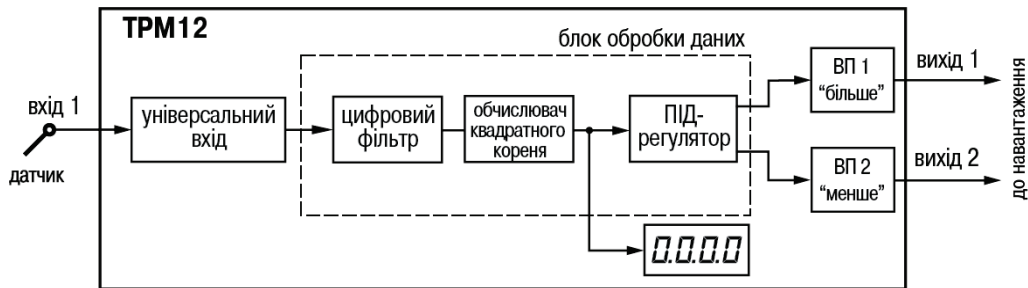 ТРМ12
блок обробки даних
вхід 1
датчик
універсальний
вхід
цифровий
фільтр
обчислювач
квадратного
кореня
ПІД-
регулятор
ВП 1
“більше”
вихід 1
ВП 2
“менше”
вихід 2
до навантаження
0.0.0.0